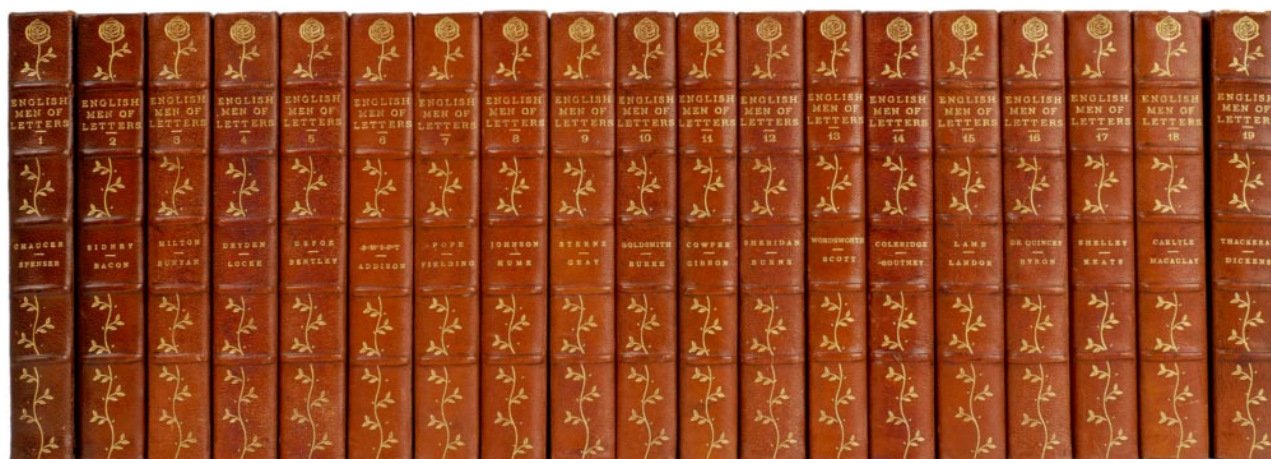 ENGLISH
MEN OF
LETTERS
1
CHAUCER
SPENSER
ENGLISH
MEN OF
LETTERS
2
SIDNEY
BACON
ENGLISH
MEN OF
LETTERS
3
MILTON
BUNYAN
ENGLISH
MEN OF
LETTERS
4
DRYDEN
LOCKE
ENGLISH
MEN OF
LETTERS
5
DEFOE
BENTLEY
ENGLISH
MEN OF
LETTERS
6
SWIFT
ADDISON
ENGLISH
MEN OF
LETTERS
7
POPE
FIELDING
ENGLISH
MEN OF
LETTERS
8
JOHNSON
HUME
ENGLISH
MEN OF
LETTERS
9
STERNE
GRAY
ENGLISH
MEN OF
LETTERS
10
GOLDSMITH
BURKE
ENGLISH
MEN OF
LETTERS
11
COWPER
GIBBON
ENGLISH
MEN OF
LETTERS
12
SHERIDAN
BURNS
ENGLISH
MEN OF
LETTERS
13
WORDSWORTH
SCOTT
ENGLISH
MEN OF
LETTERS
14
COLERIDGE
SOUTHEY
ENGLISH
MEN OF
LETTERS
15
LAMB
LANDOR
ENGLISH
MEN OF
LETTERS
16
DE QUINCEY
BYRON
ENGLISH
MEN OF
LETTERS
17
SHELLEY
KEATS
ENGLISH
MEN OF
LETTERS
18
CARLYLE
MACAULAY
ENGLISH
MEN OF
LETTERS
19
THACKERAY
DICKENS